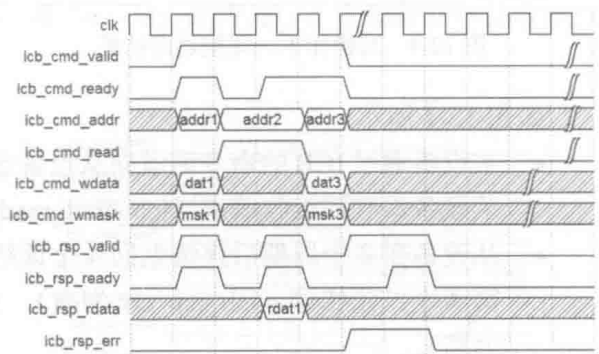 clk
icb_cmd_valid
icb_cmd_ready
icb_cmd_addr addr1 addr2 addr3
icb_cmd_read
icb_cmd_wdata dat1 dat3
icb_cmd_wmask msk1 msk3
icb_rsp_valid
icb_rsp_ready
icb_rsp_rdata rdat1
icb_rsp_err